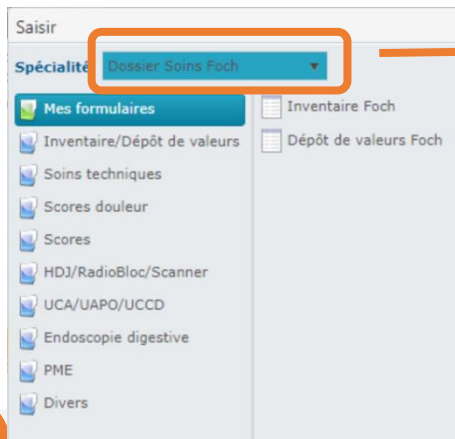 Saisir
Spécialité Dossier Soins Foch
Mes formulaires
Inventaire/Dépôt de valeurs
Soins techniques
Scores douleur
Scores
HDJ/RadioBloc/Scanner
UCA/UAPO/UCCD
Endoscopie digestive
PME
Divers
Inventaire Foch
Dépôt de valeurs Foch